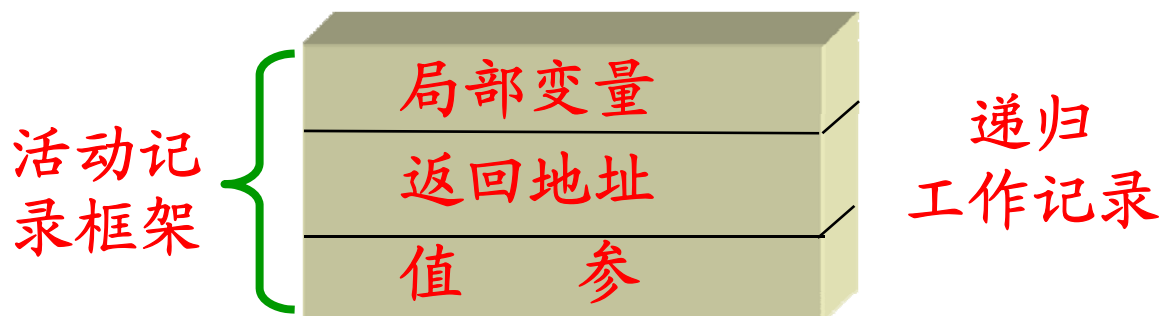 活动记
录框架
局部变量
返回地址
值 参
递归
工作记录